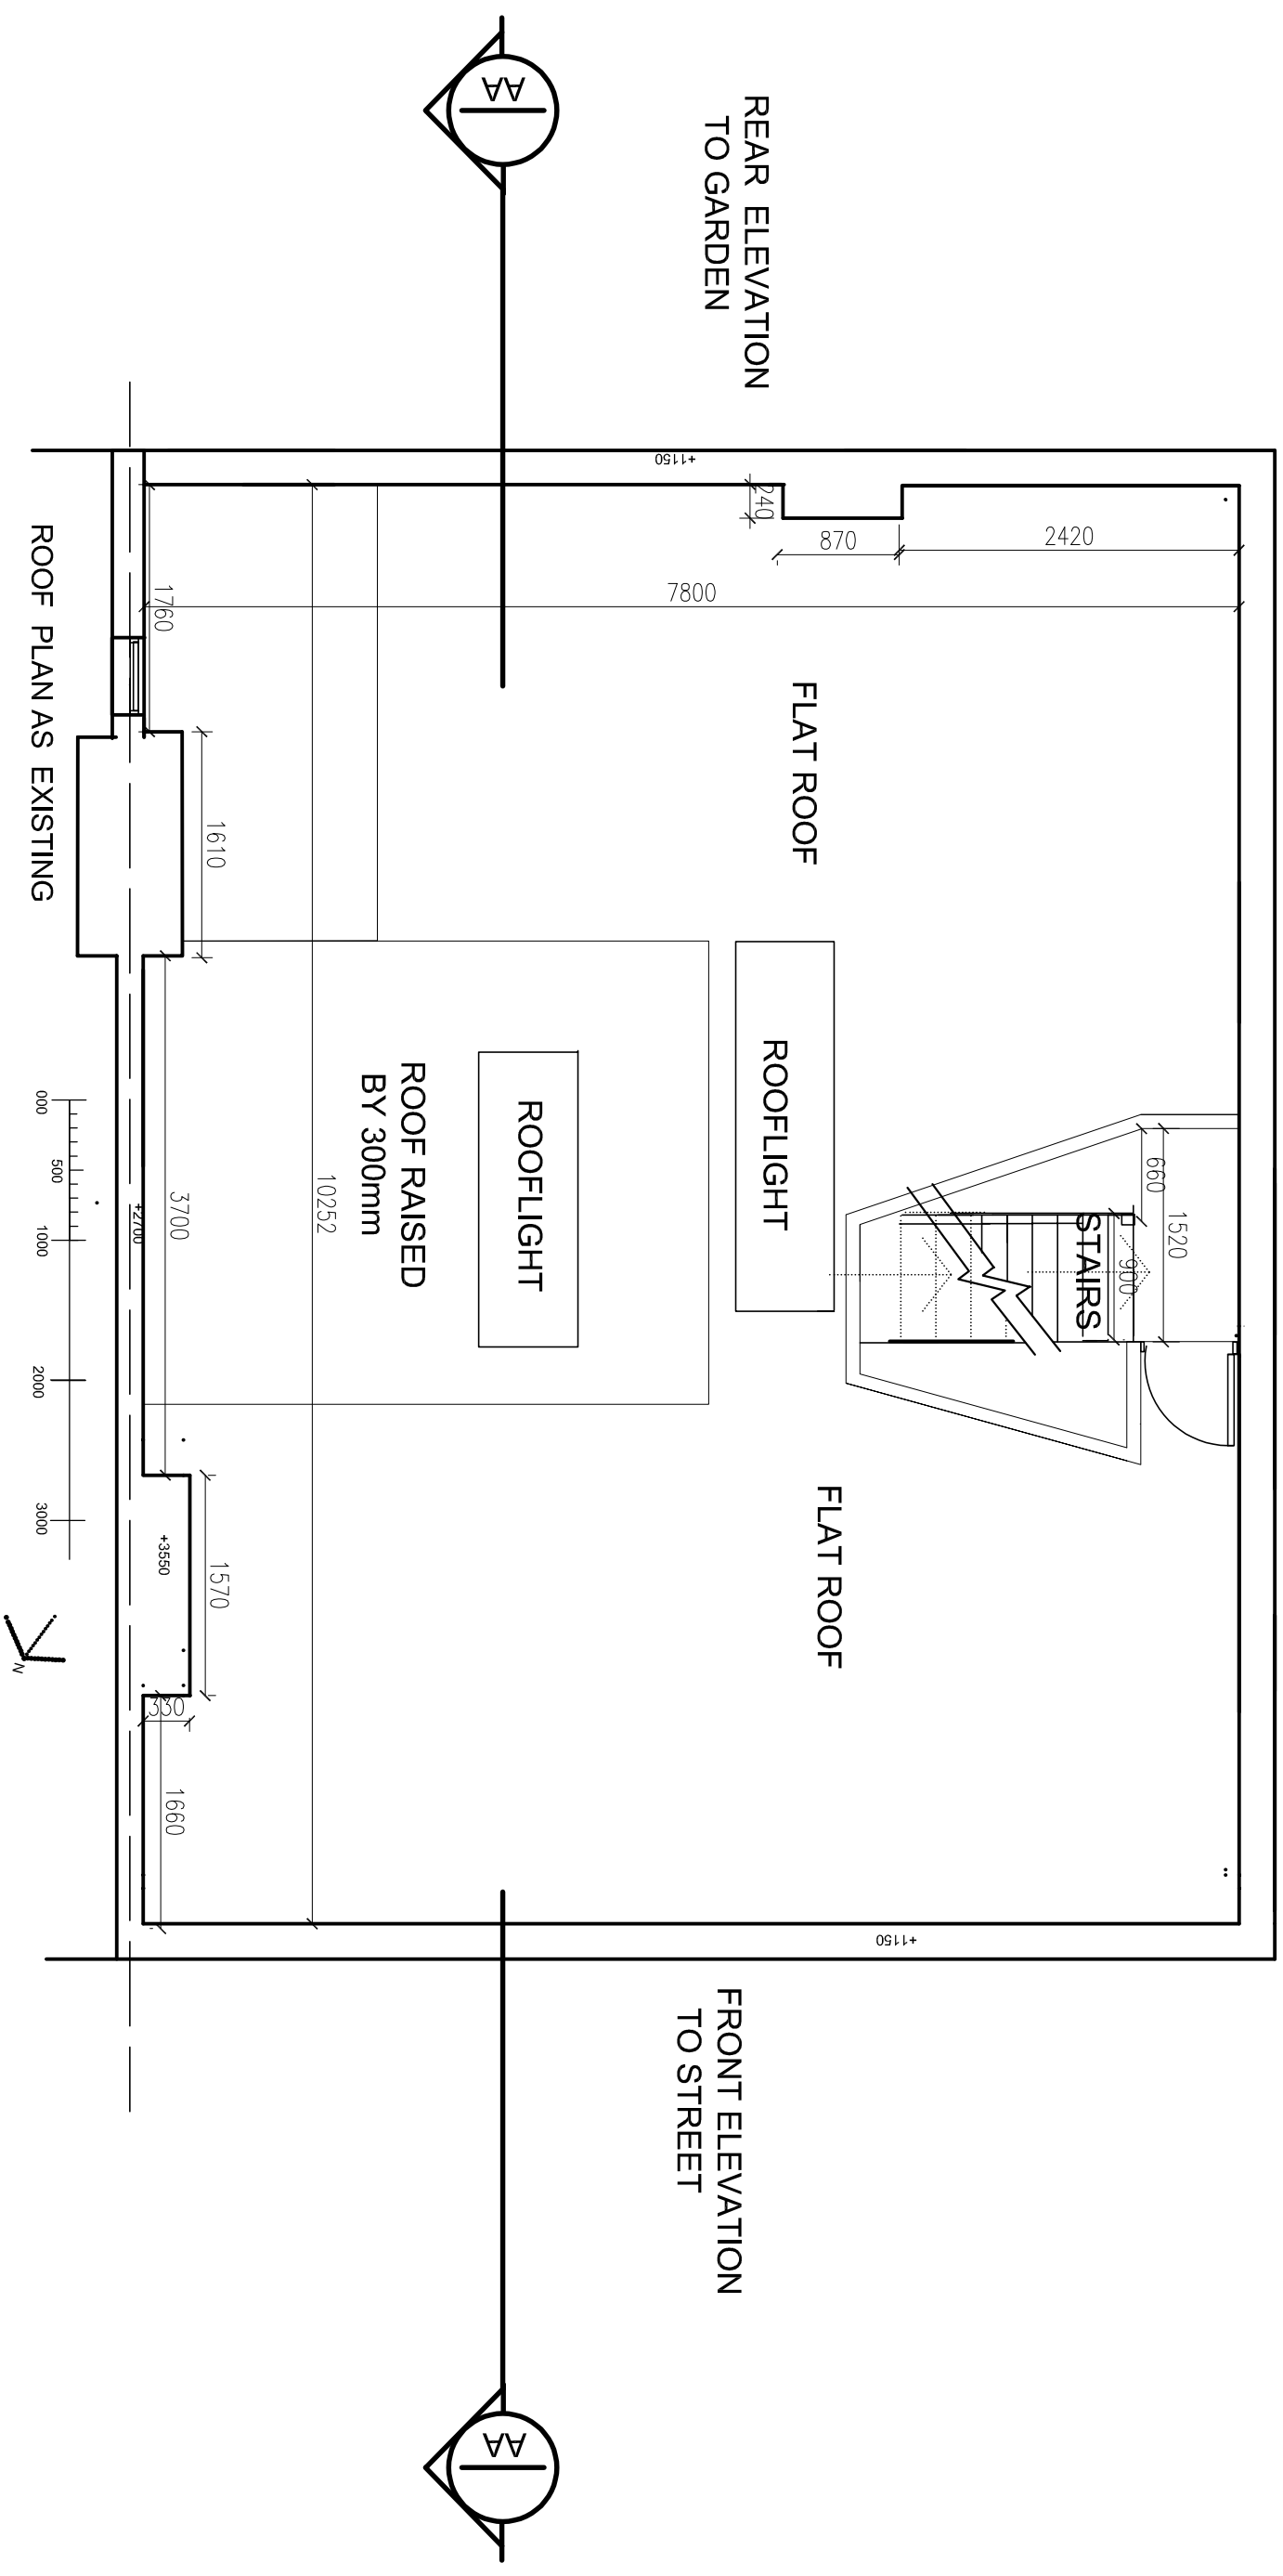 AA
REAR ELEVATION
TO GARDEN
+1150
240
870
2420
7800
1760
1610
FLAT ROOF
ROOFLIGHT
ROOFLIGHT
ROOF RAISED
BY 300mm
10252
3700
+2700
660
1520
900
STAIRS
FLAT ROOF
+3550
1570
330
1660
+1150
FRONT ELEVATION
TO STREET
AA
ROOF PLAN AS EXISTING
000
500
1000
2000
3000
N